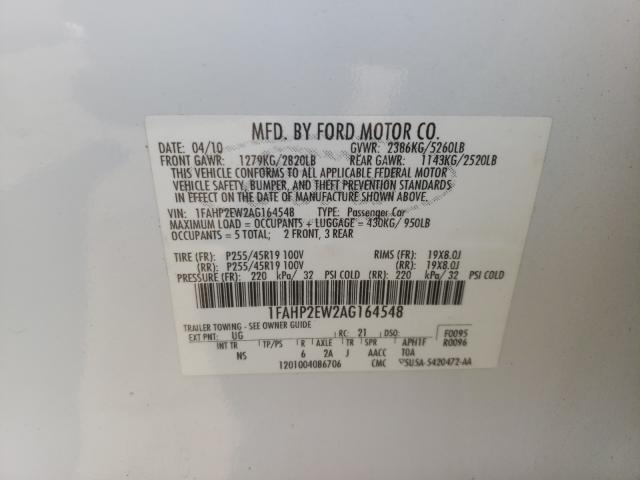 MFD. BY FORD MOTOR CO.
DATE: 04/10 GVWR: 2386KG/5260LB
FRONT GAWR: 1279KG/2820LB REAR GAWR: 1143KG/2520LB
THIS VEHICLE CONFORMS TO ALL APPLICABLE FEDERAL MOTOR
VEHICLE SAFETY, BUMPER, AND THEFT PREVENTION STANDARDS
IN EFFECT ON THE DATE OF MANUFACTURE SHOWN ABOVE.
VIN: 1FAHP2EW2AG164548 TYPE: Passenger Car
MAXIMUM LOAD = OCCUPANTS + LUGGAGE = 430KG/ 950LB
OCCUPANTS = 5 TOTAL; 2 FRONT, 3 REAR
TIRE (FR): P255/45R19 100V RIMS (FR): 19X8.0J
(RR): P255/45R19 100V (RR): 19X8.0J
PRESSURE (FR): 220 kPa/ 32 PSI COLD (RR): 220 kPa/ 32 PSI COLD
1FAHP2EW2AG164548
TRAILER TOWING - SEE OWNER GUIDE
EXT PNT: UG RC: 21 DSO: F0095
INT TR TP/PS R AXLE TR SPR APH1F R0096
NS 6 2A J AACC TOA
1201004086706 CMC SU5A-5420472-AA